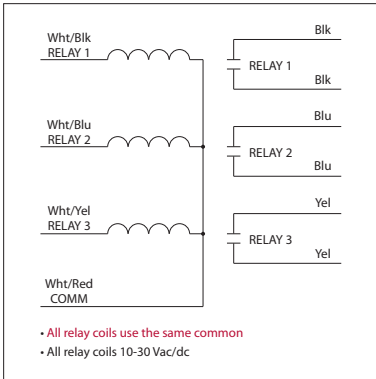 Wht/Blk
RELAY 1
Blk
RELAY 1
Blk
Wht/Blu
RELAY 2
Blu
RELAY 2
Blu
Wht/Yel
RELAY 3
Yel
RELAY 3
Yel
Wht/Red
COMM
• All relay coils use the same common
• All relay coils 10-30 Vac/dc